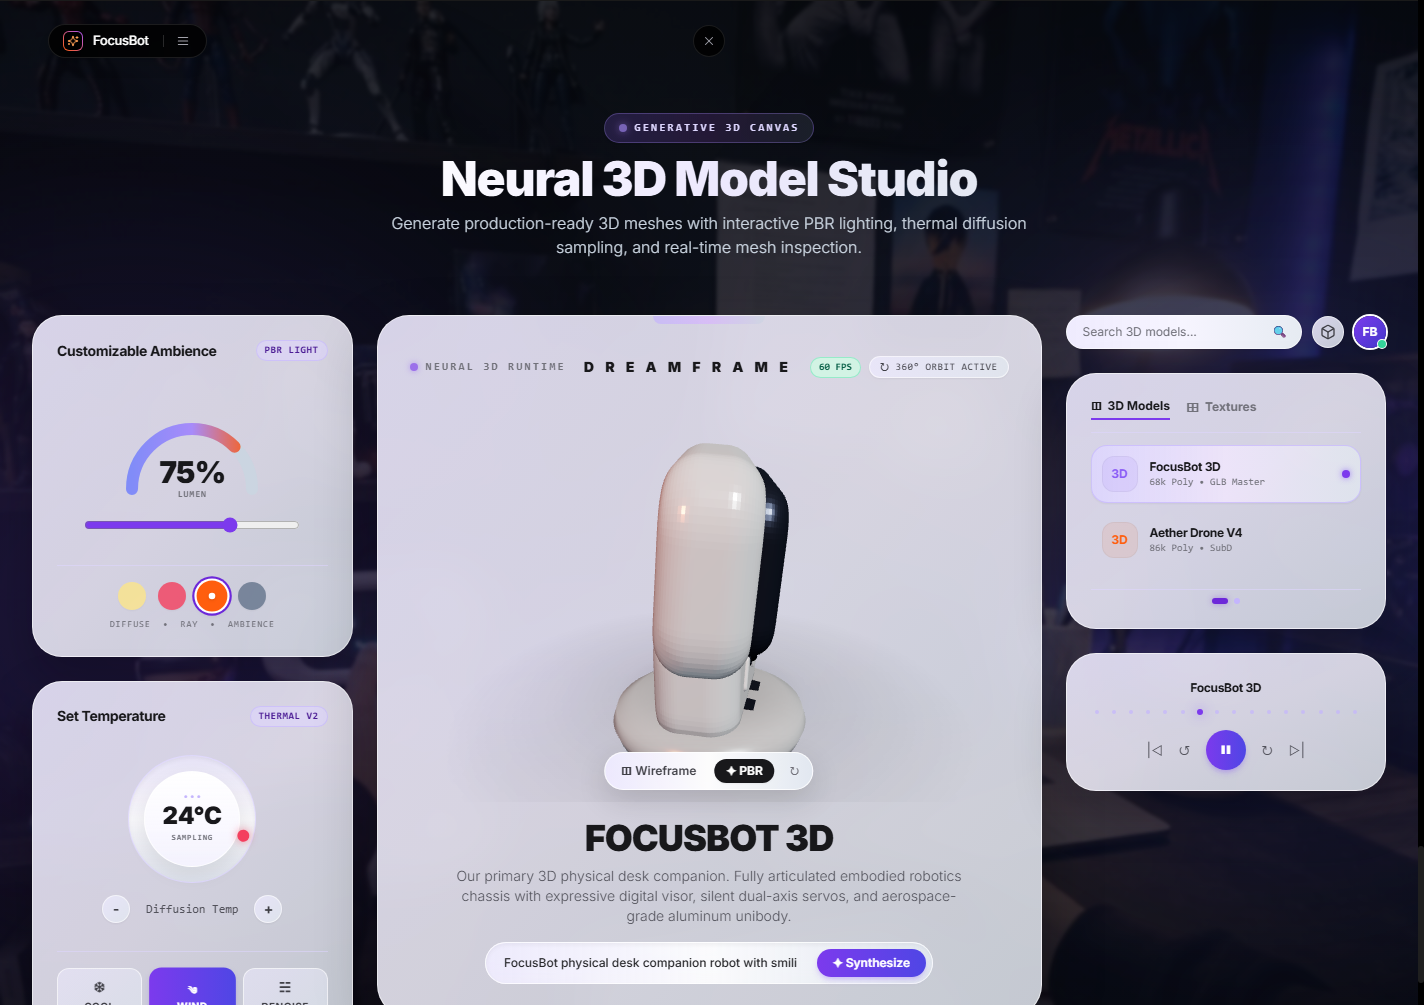 FocusBot
GENERATIVE 3D CANVAS
Neural 3D Model Studio
Generate production-ready 3D meshes with interactive PBR lighting, thermal diffusion
sampling, and real-time mesh inspection.
METALLICA
Customizable Ambience
PBR LIGHT
75%
LUMEN
DIFFUSE • RAY • AMBIENCE
Set Temperature
THERMAL V2
24°C
SAMPLING
- Diffusion Temp +
COOL
WIND
DENOISE
NEURAL 3D RUNTIME
DREAMFRAME
60 FPS
360° ORBIT ACTIVE
Wireframe
PBR
FOCUSBOT 3D
Our primary 3D physical desk companion. Fully articulated embodied robotics
chassis with expressive digital visor, silent dual-axis servos, and aerospace-
grade aluminum unibody.
FocusBot physical desk companion robot with smili
Synthesize
Search 3D models...
FB
3D Models
Textures
3D
FocusBot 3D
68k Poly • GLB Master
3D
Aether Drone V4
86k Poly • SubD
FocusBot 3D